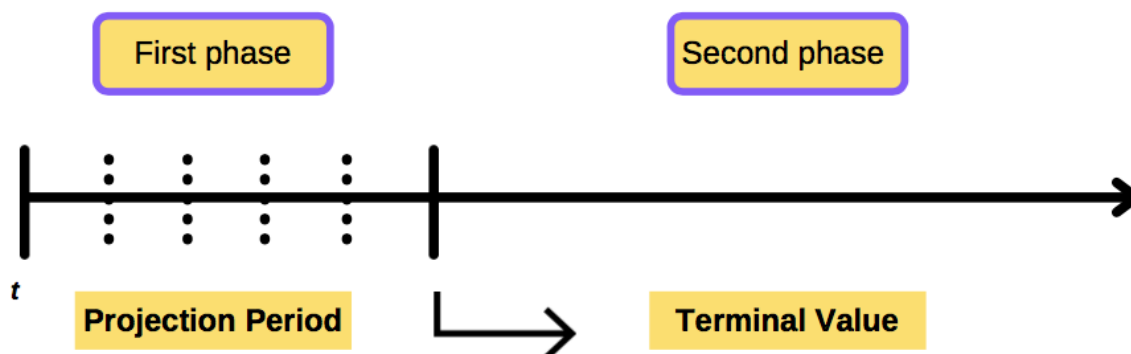 First phase
Second phase
t
Projection Period
Terminal Value